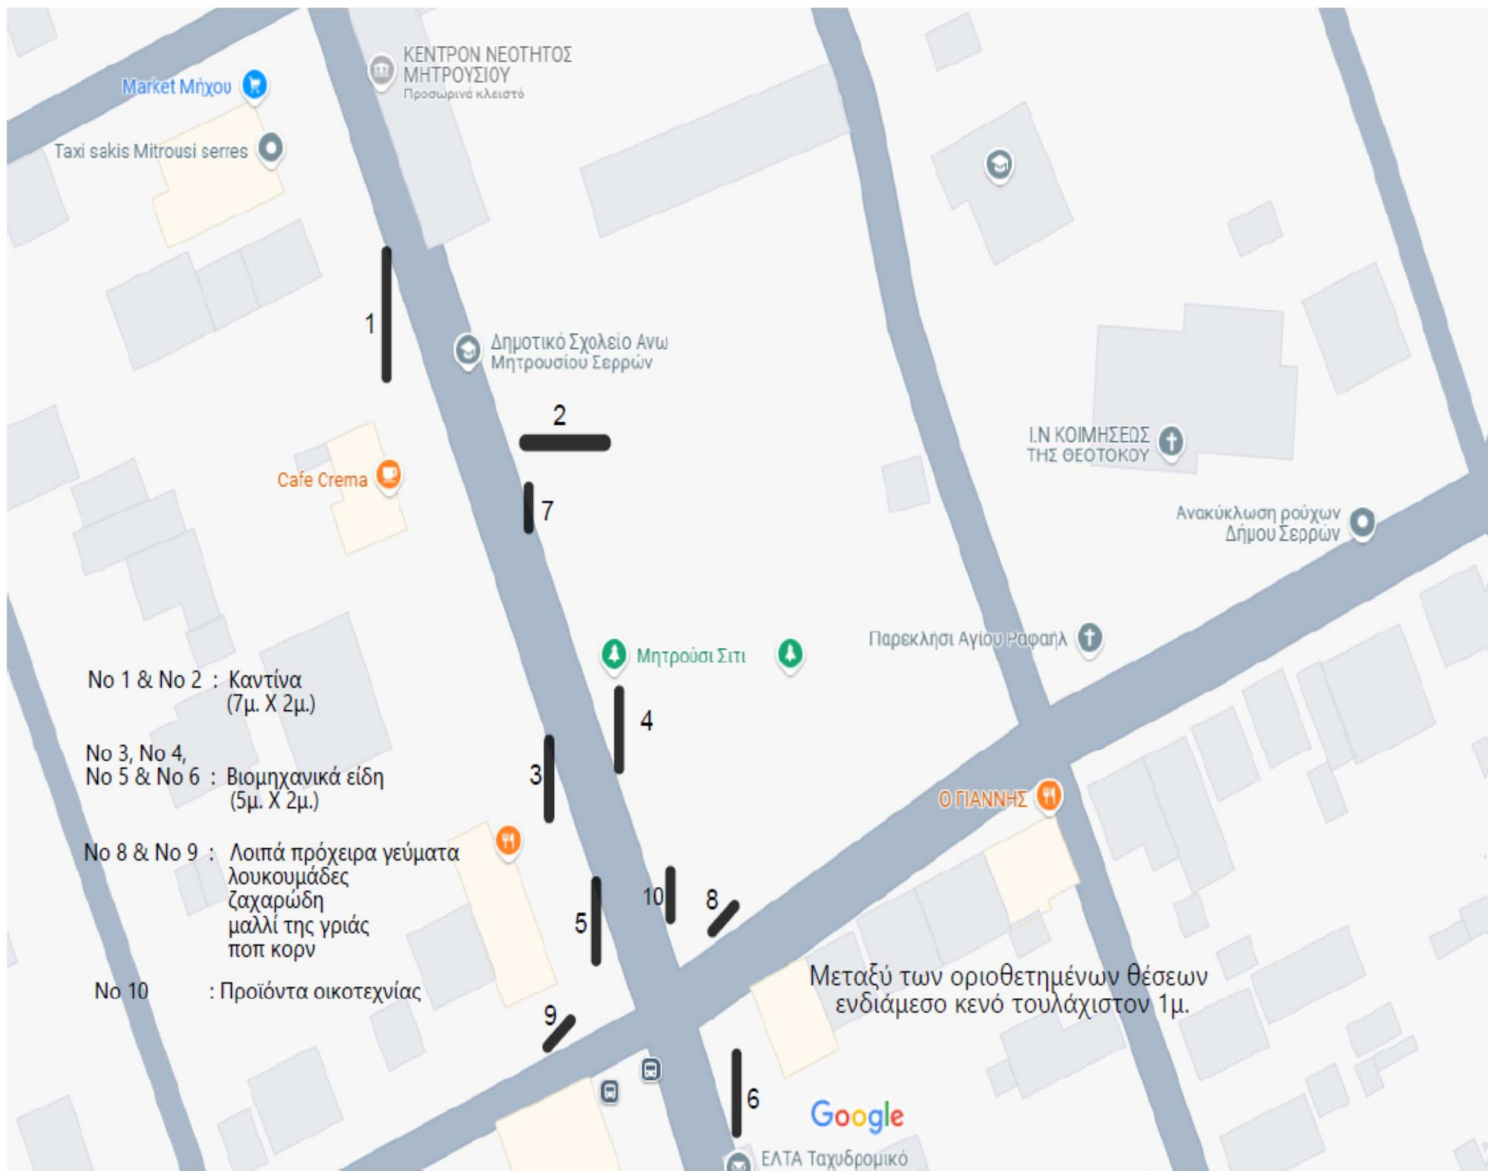 ΚΕΝΤΡΟΝ ΝΕΟΤΗΤΟΣ
ΜΗΤΡΟΥΣΙΟΥ
Προσωρινά κλειστό
Market Μήχου
Taxi sakis Mitrousi serres
1
Δημοτικό Σχολείο Ανω
Μητρουσίου Σερρών
2
Ι.Ν ΚΟΙΜΗΣΕΩΣ
ΤΗΣ ΘΕΟΤΟΚΟΥ
Cafe Crema
7
Ανακύκλωση ρούχων
Δήμου Σερρών
Παρεκλήσι Αγίου Ραφαήλ
Μητρούσι Σιτι
No 1 & No 2 : Καντίνα
(7μ. Χ 2μ.)
4
No 3, No 4,
No 5 & No 6 : Βιομηχανικά είδη
(5μ. Χ 2μ.)
3
Ο ΓΙΑΝΝΗΣ
No 8 & No 9 : Λοιπά πρόχειρα γεύματα
λουκουμάδες
ζαχαρώδη
μαλλί της γριάς
ποπ κορν
10
8
5
No 10 : Προϊόντα οικοτεχνίας
Μεταξύ των οριοθετημένων θέσεων
ενδιάμεσο κενό τουλάχιστον 1μ.
9
6
Google
ΕΛΤΑ Ταχυδρομικό